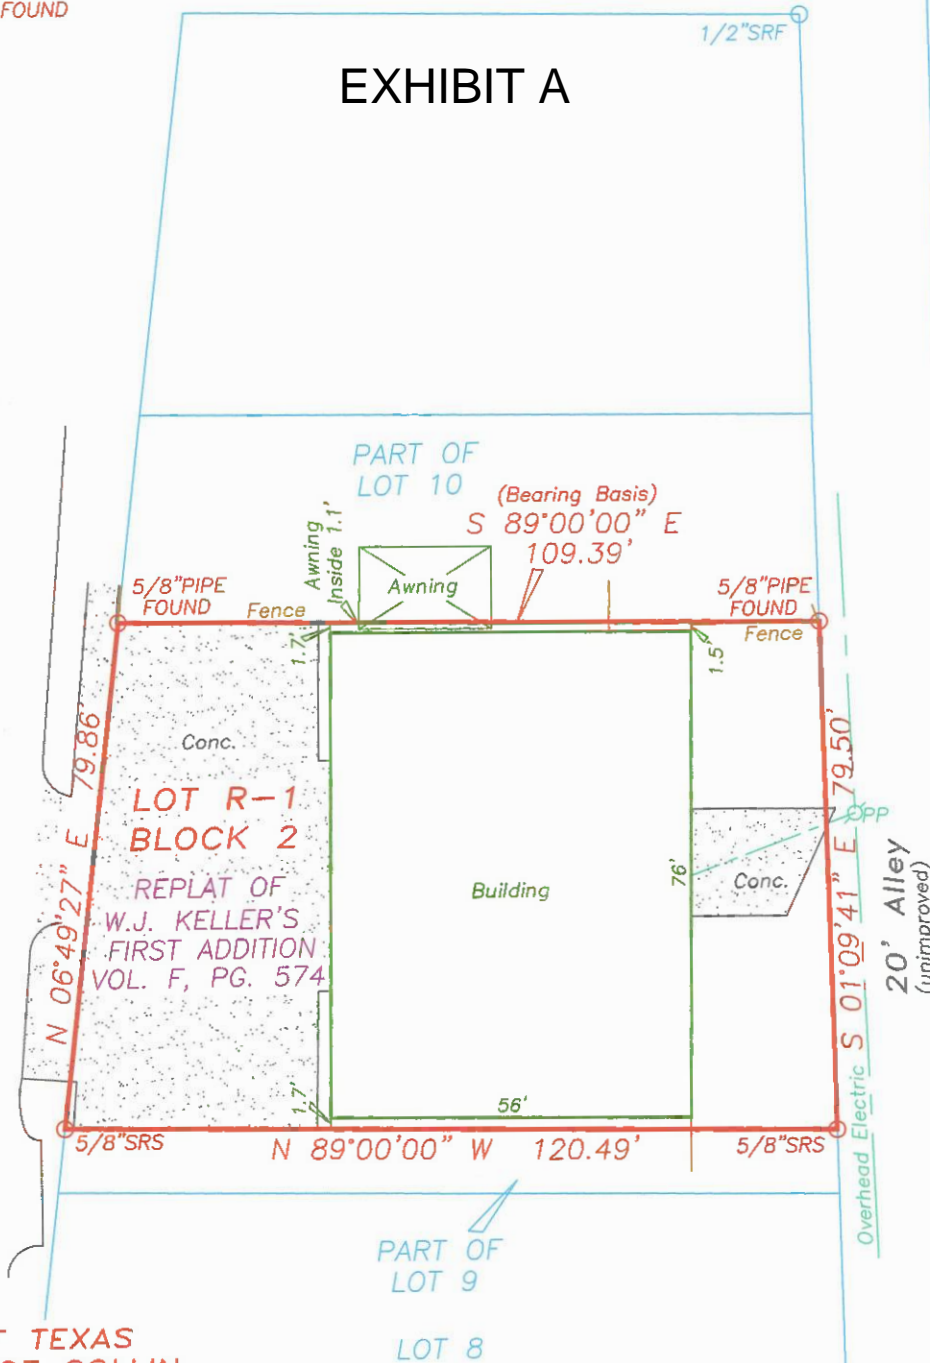 FOUND
1/2"SRF
EXHIBIT A
PART OF
LOT 10
(Bearing Basis)
S 89°00'00" E
109.39'
Awning
Inside 1.1'
Awning
5/8"PIPE
FOUND
Fence
5/8"PIPE
FOUND
Fence
1.7'
1.5'
Conc.
79.86'
N 06°49'27" E
LOT R-1
BLOCK 2
REPLAT OF
W.J. KELLER'S
FIRST ADDITION
VOL. F, PG. 574
Building
76'
Conc.
PP
S 01°09'41" E 79.50'
20' Alley
(unimproved)
Overhead Electric
1.7'
56'
5/8"SRS
N 89°00'00" W 120.49'
5/8"SRS
PART OF
LOT 9
LOT 8
TEXAS